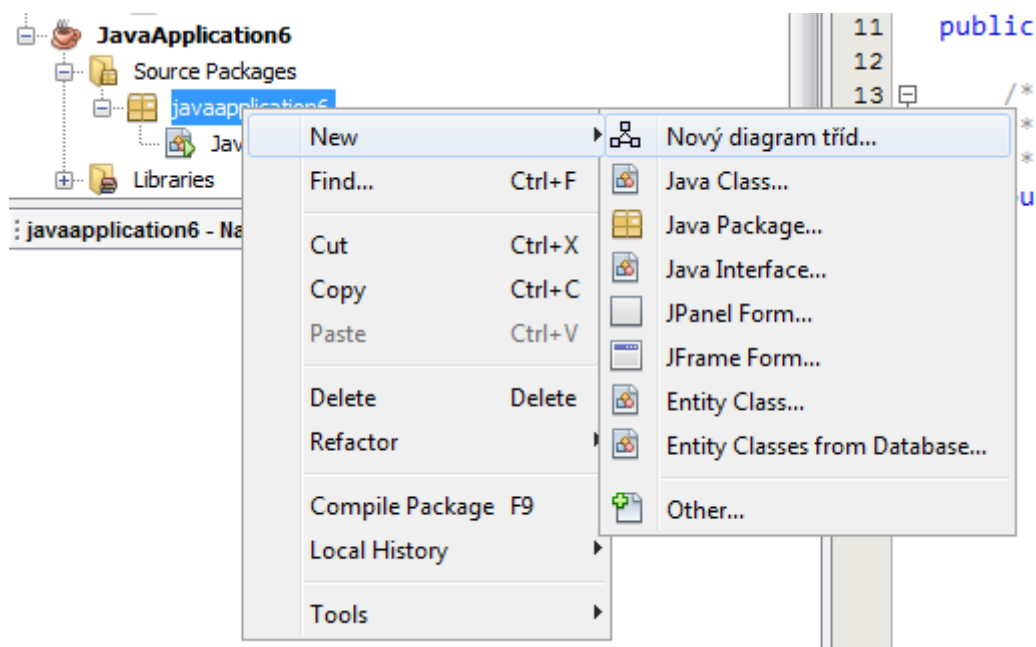 JavaApplication6
Source Packages
javaapplication6
Jav
Libraries
javaapplication6 - Na
New
Find... Ctrl+F
Cut Ctrl+X
Copy Ctrl+C
Paste Ctrl+V
Delete Delete
Refactor
Compile Package F9
Local History
Tools
Nový diagram tříd...
Java Class...
Java Package...
Java Interface...
JPanel Form...
JFrame Form...
Entity Class...
Entity Classes from Database...
Other...
11 public
12
13 /*
*
*
u